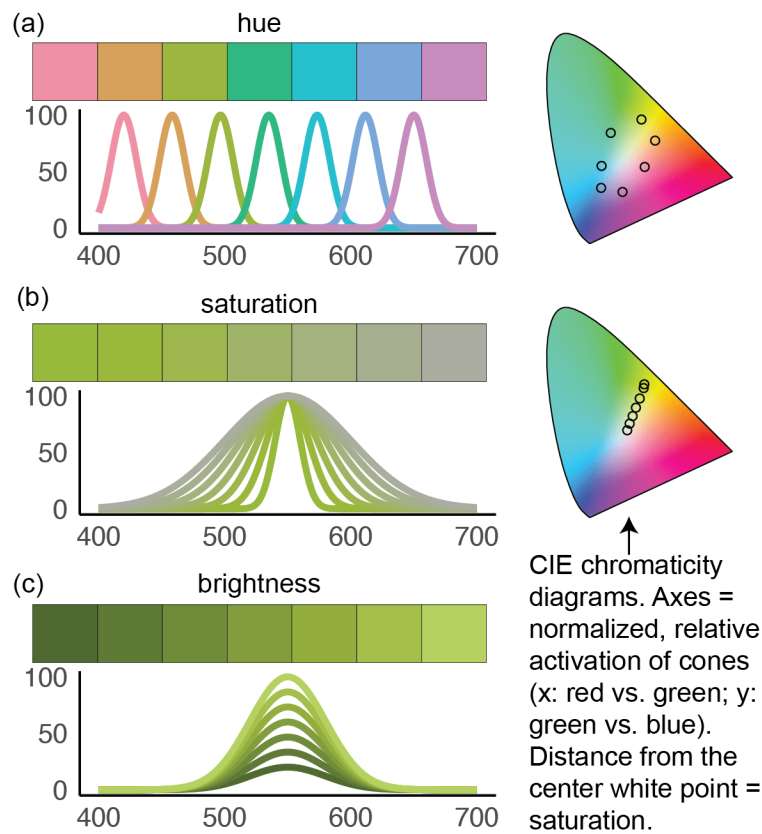 (a)
hue
100
50
0
400 500 600 700
(b)
saturation
100
50
0
400 500 600 700
(c)
brightness
100
50
0
400 500 600 700
CIE chromaticity
diagrams. Axes =
normalized, relative
activation of cones
(x: red vs. green; y:
green vs. blue).
Distance from the
center white point =
saturation.